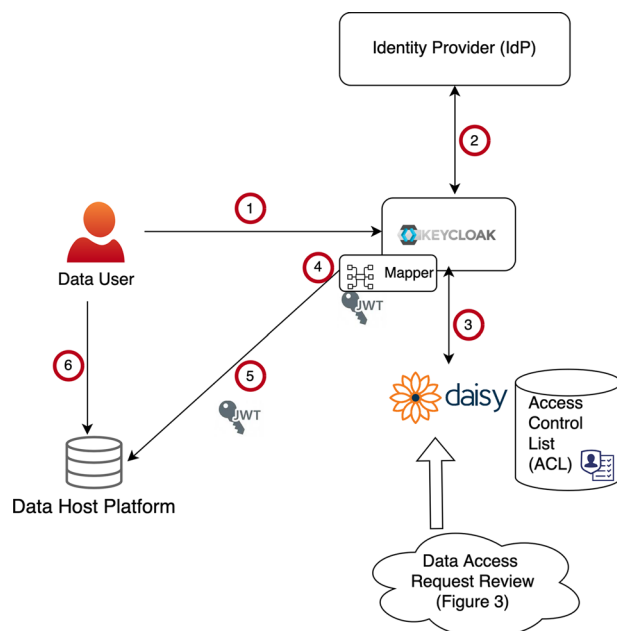 Identity Provider (IdP)
2
1
KEYCLOAK
Data User
4
Mapper
JWT
3
6
5
JWT
daisy
Access
Control
List
(ACL)
Data Host Platform
Data Access
Request Review
(Figure 3)